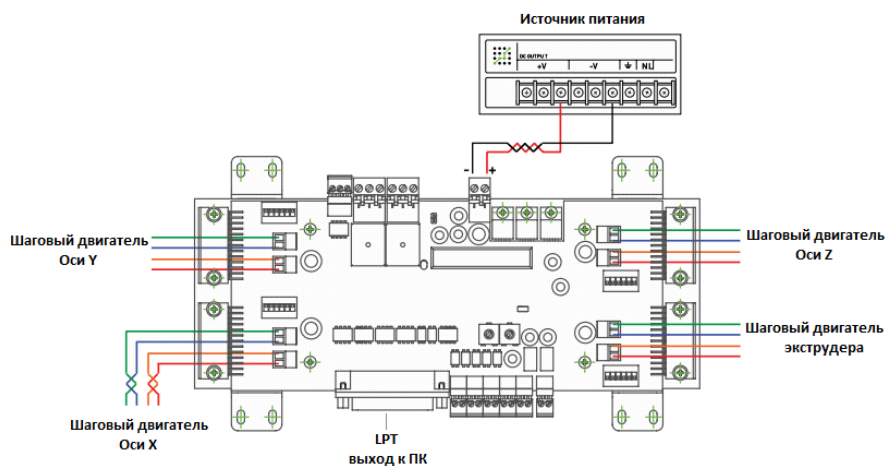 Источник питания
DC OUTPUT
+V
-V
NL
- +
Шаговый двигатель
Оси Y
Шаговый двигатель
Оси Z
Шаговый двигатель
экструдера
Шаговый двигатель
Оси X
LPT
выход к ПК